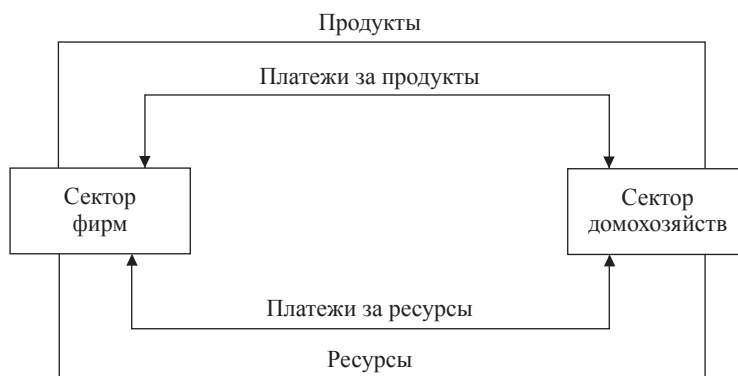 Продукты
Платежи за продукты
Сектор
фирм
Сектор
домохозяйств
Платежи за ресурсы
Ресурсы